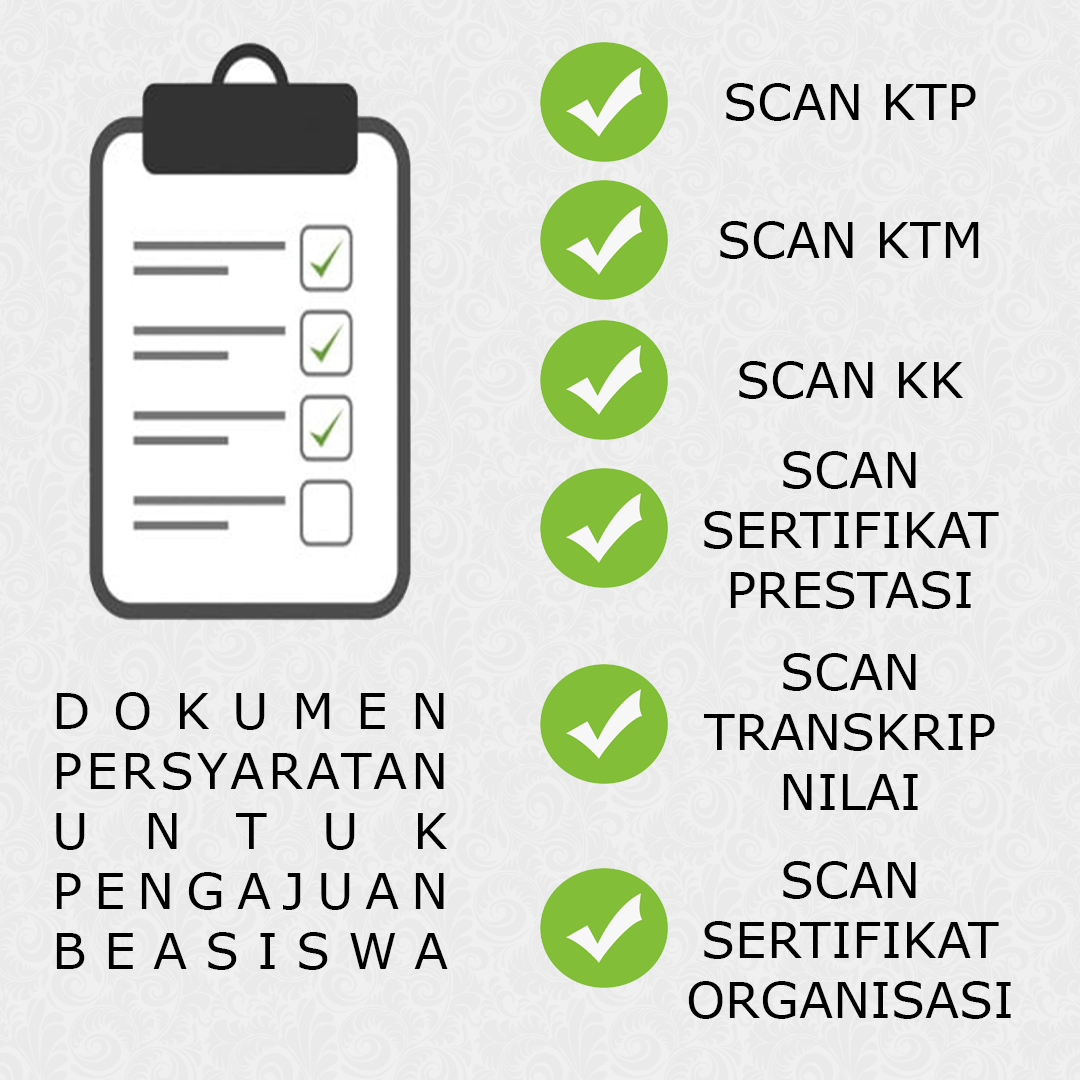 DOKUMEN
PERSYARATAN
UNTUK
PENGAJUAN
BEASISWA
SCAN KTP
SCAN KTM
SCAN KK
SCAN
SERTIFIKAT
PRESTASI
SCAN
TRANSKRIP
NILAI
SCAN
SERTIFIKAT
ORGANISASI